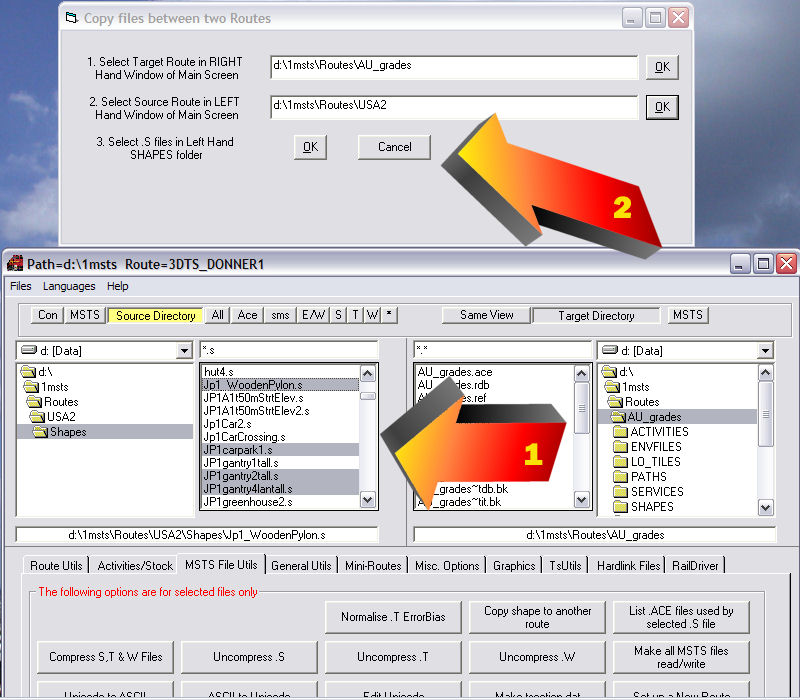 Copy files between two Routes
1. Select Target Route in RIGHT
Hand Window of Main Screen
d:\1msts\Routes\AU_grades
OK
2. Select Source Route in LEFT
Hand Window of Main Screen
d:\1msts\Routes\USA2
OK
3. Select .S files in Left Hand
SHAPES folder
OK
Cancel
2
Path=d:\1msts Route=3DTS_DONNER1
Files Languages Help
Con MSTS Source Directory All Ace sms E/W S T W * Same View Target Directory MSTS
d: [Data]
*.s
*.*
d: [Data]
d:\
1msts
Routes
USA2
Shapes
hut4.s
Jp1_WoodenPylon.s
JP1A1t50mStrtElev.s
JP1A1t50mStrtElev2.s
Jp1Car2.s
Jp1CarCrossing.s
JP1carpark1.s
JP1gantry1tall.s
JP1gantry2tall.s
JP1gantry4lantall.s
JP1greenhouse2.s
1
AU_grades.ace
AU_grades.rdb
grades.ref
grades~tdb.bk
grades~tit.bk
d:\
1msts
Routes
AU_grades
ACTIVITIES
ENVFILES
LO_TILES
PATHS
SERVICES
SHAPES
d:\1msts\Routes\USA2\Shapes\Jp1_WoodenPylon.s
d:\1msts\Routes\AU_grades
Route Utils Activities/Stock MSTS File Utils General Utils Mini-Routes Misc. Options Graphics TsUtils Hardlink Files RailDriver
The following options are for selected files only
Normalise .T ErrorBias
Copy shape to another
route
List .ACE files used by
selected .S file
Compress S,T & W Files
Uncompress .S
Uncompress .T
Uncompress .W
Make all MSTS files
read/write
Unicode to ASCII
ASCII to Unicode
Edit Unicode
Make tsection.dat
Set up a New Route